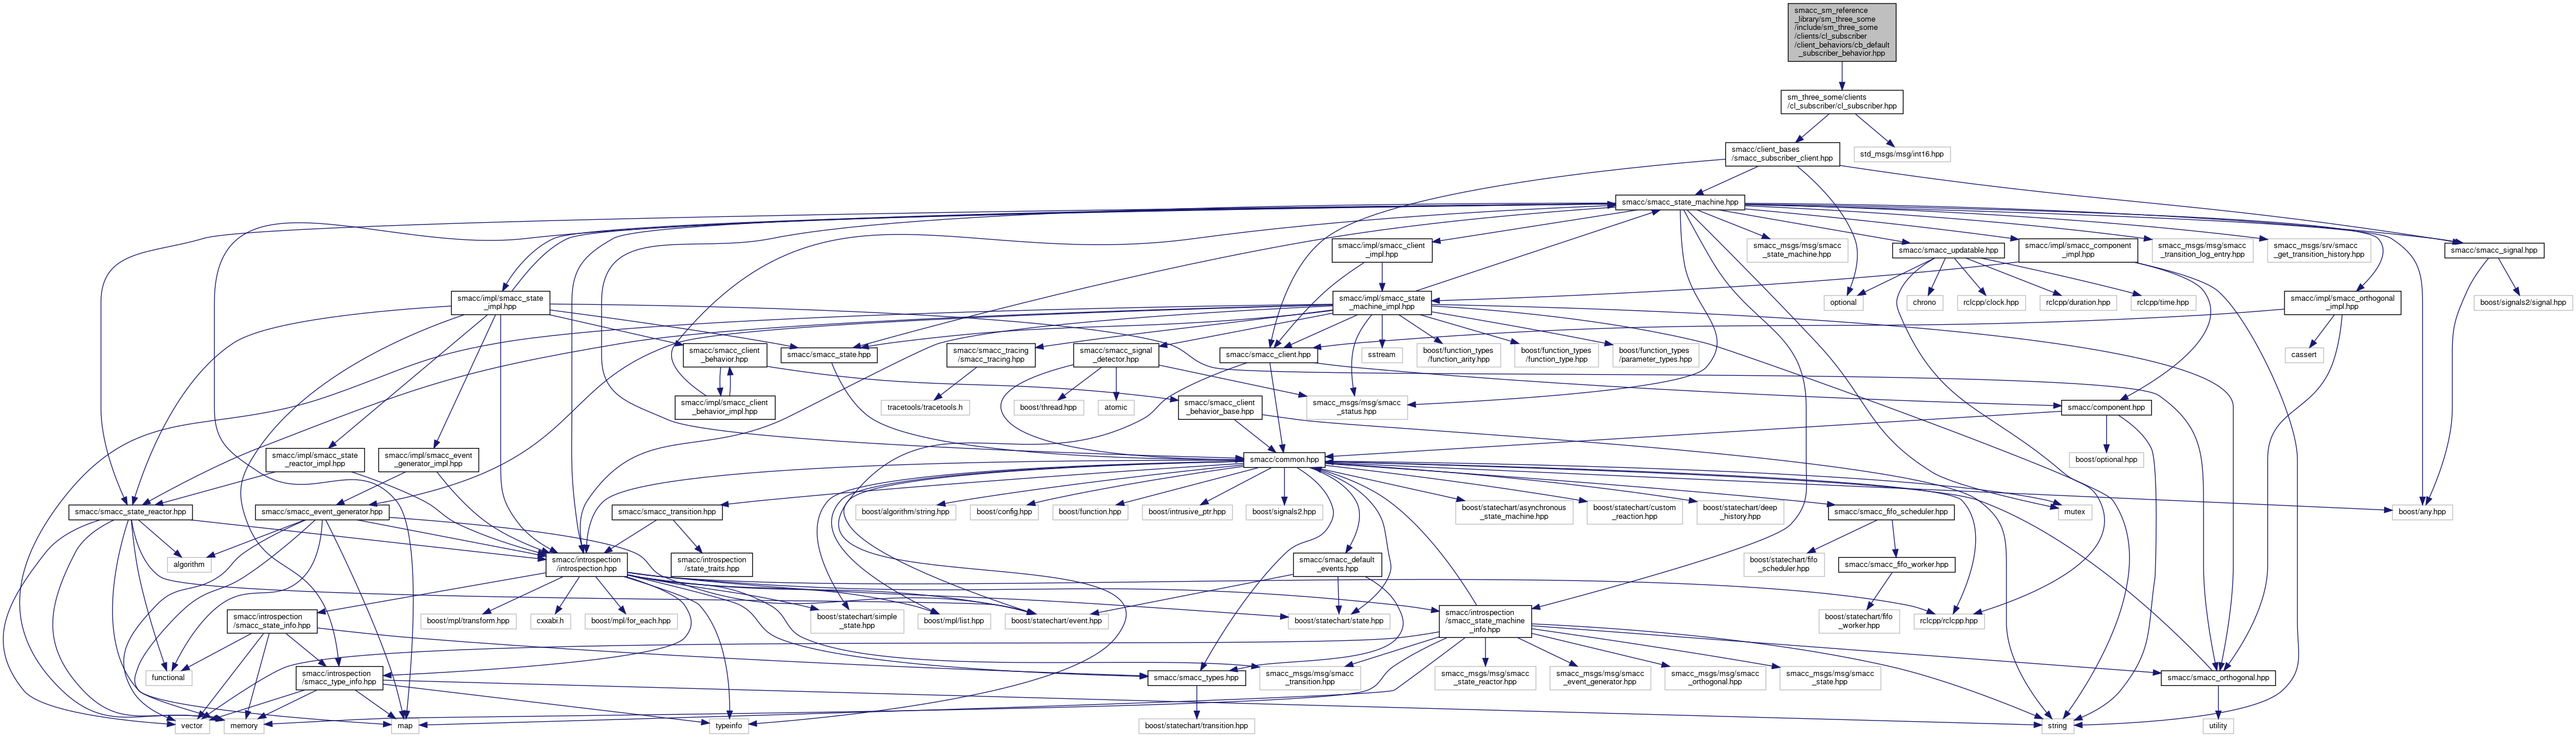 smacc_sm_reference
_library/sm_three_some
/include/sm_three_some
/clients/cl_subscriber
/client_behaviors/cb_default
_subscriber_behavior.hpp
sm_three_some/clients
/cl_subscriber/cl_subscriber.hpp
smacc/client_bases
/smacc_subscriber_client.hpp
std_msgs/msg/int16.hpp
smacc/smacc_state_machine.hpp
smacc/impl/smacc_client
_impl.hpp
smacc_msgs/msg/smacc
_state_machine.hpp
smacc/smacc_updatable.hpp
smacc/impl/smacc_component
_impl.hpp
smacc_msgs/msg/smacc
_transition_log_entry.hpp
smacc_msgs/srv/smacc
_get_transition_history.hpp
smacc/smacc_signal.hpp
smacc/impl/smacc_state
_impl.hpp
smacc/impl/smacc_state
_machine_impl.hpp
optional
chrono
rclcpp/clock.hpp
rclcpp/duration.hpp
rclcpp/time.hpp
smacc/impl/smacc_orthogonal
_impl.hpp
boost/signals2/signal.hpp
smacc/smacc_client
_behavior.hpp
smacc/smacc_state.hpp
smacc/smacc_tracing
/smacc_tracing.hpp
smacc/smacc_signal
_detector.hpp
smacc/smacc_client.hpp
sstream
boost/function_types
/function_arity.hpp
boost/function_types
/function_type.hpp
boost/function_types
/parameter_types.hpp
cassert
smacc/impl/smacc_client
_behavior_impl.hpp
tracetools/tracetools.h
boost/thread.hpp
atomic
smacc/smacc_client
_behavior_base.hpp
smacc_msgs/msg/smacc
_status.hpp
smacc/component.hpp
smacc/impl/smacc_state
_reactor_impl.hpp
smacc/impl/smacc_event
_generator_impl.hpp
smacc/common.hpp
boost/optional.hpp
smacc/smacc_state_reactor.hpp
smacc/smacc_event_generator.hpp
smacc/smacc_transition.hpp
boost/algorithm/string.hpp
boost/config.hpp
boost/function.hpp
boost/intrusive_ptr.hpp
boost/signals2.hpp
boost/statechart/asynchronous
_state_machine.hpp
boost/statechart/custom
_reaction.hpp
boost/statechart/deep
_history.hpp
smacc/smacc_fifo_scheduler.hpp
mutex
boost/any.hpp
algorithm
smacc/introspection
/introspection.hpp
smacc/introspection
/state_traits.hpp
smacc/smacc_default
_events.hpp
boost/statechart/fifo
_scheduler.hpp
smacc/smacc_fifo_worker.hpp
smacc/introspection
/smacc_state_info.hpp
boost/mpl/transform.hpp
cxxabi.h
boost/mpl/for_each.hpp
boost/statechart/simple
_state.hpp
boost/mpl/list.hpp
boost/statechart/event.hpp
boost/statechart/state.hpp
smacc/introspection
/smacc_state_machine
_info.hpp
boost/statechart/fifo
_worker.hpp
rclcpp/rclcpp.hpp
functional
smacc/introspection
/smacc_type_info.hpp
smacc/smacc_types.hpp
smacc_msgs/msg/smacc
_transition.hpp
smacc_msgs/msg/smacc
_state_reactor.hpp
smacc_msgs/msg/smacc
_event_generator.hpp
smacc_msgs/msg/smacc
_orthogonal.hpp
smacc_msgs/msg/smacc
_state.hpp
smacc/smacc_orthogonal.hpp
vector
memory
map
typeinfo
boost/statechart/transition.hpp
string
utility